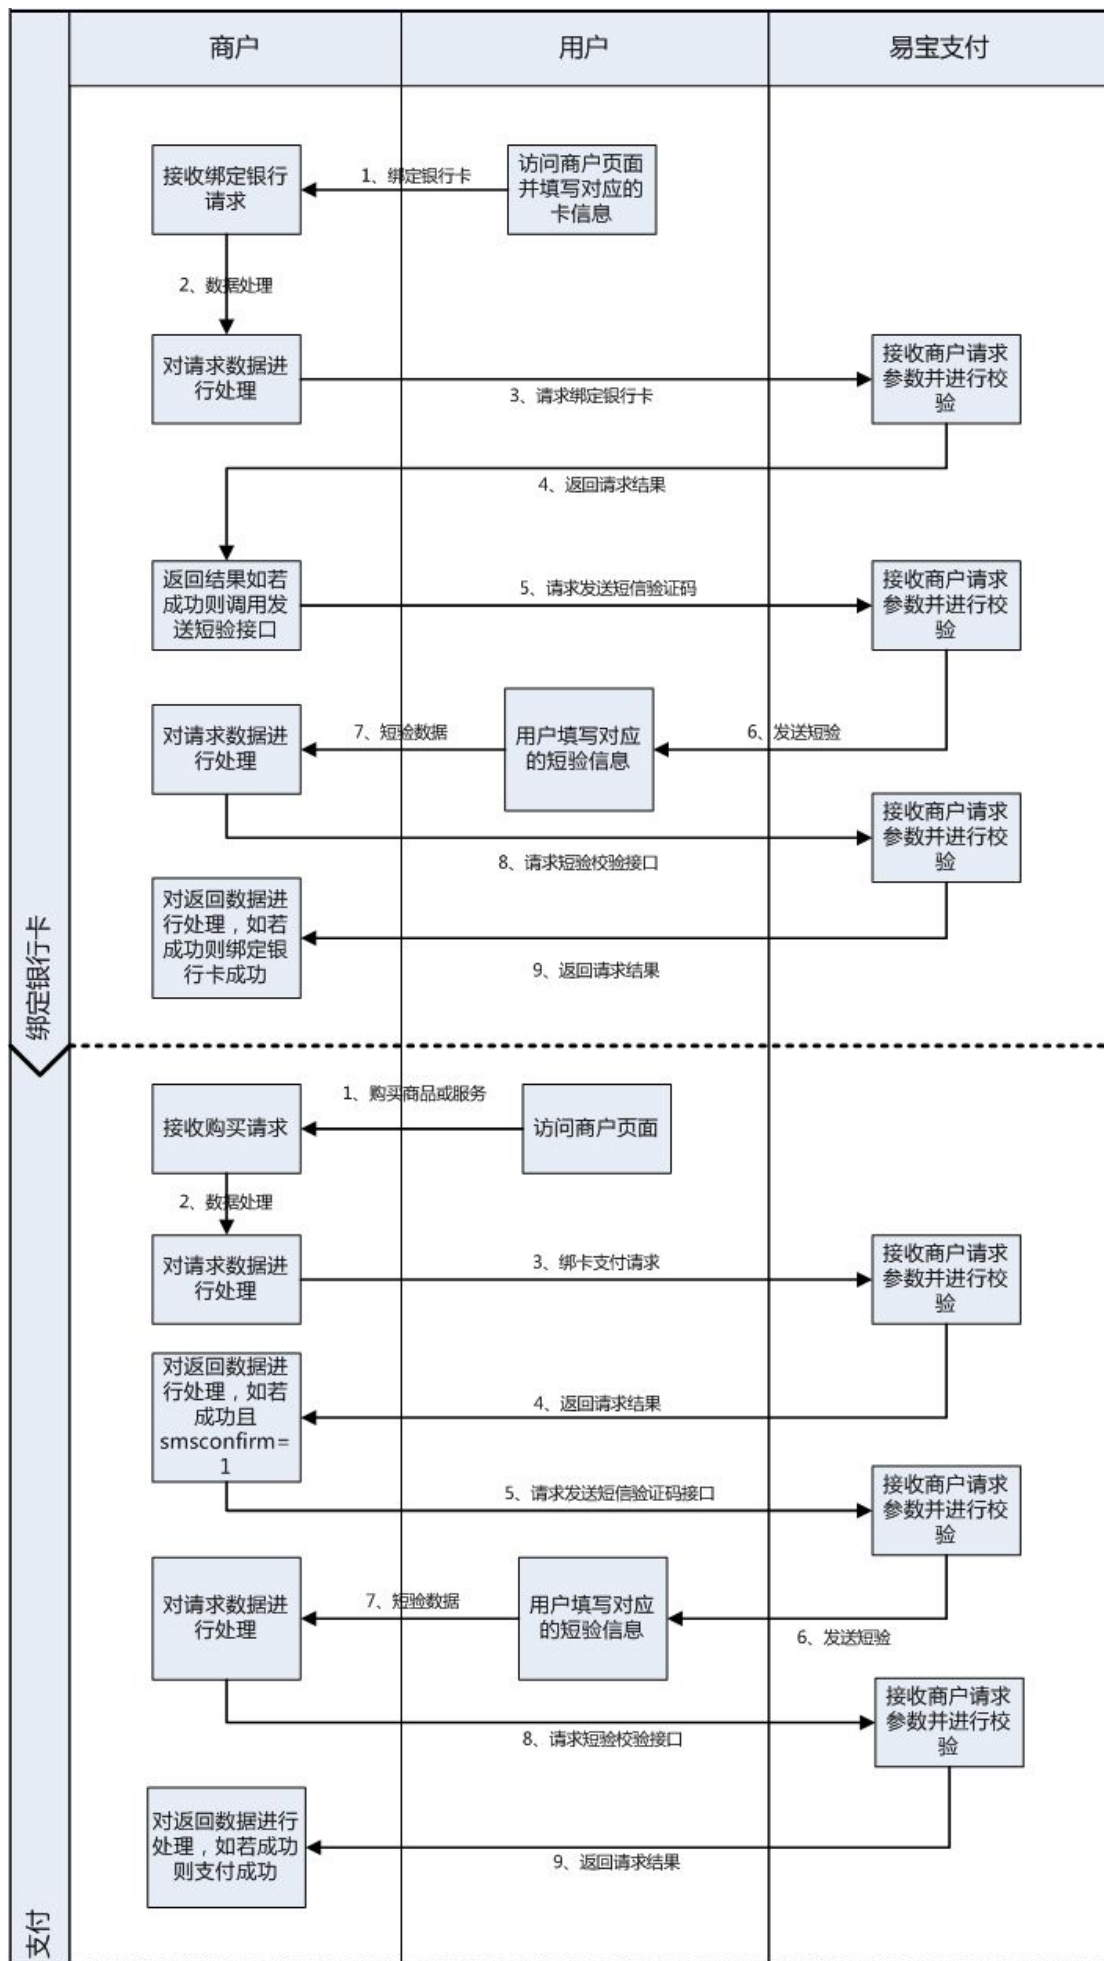 商户
用户
易宝支付
绑定银行卡
接收绑定银行
请求
1、绑定银行卡
访问商户页面
并填写对应的
卡信息
2、数据处理
对请求数据进
行处理
3、请求绑定银行卡
接收商户请求
参数并进行校
验
4、返回请求结果
返回结果如若
成功则调用发
送短验接口
5、请求发送短信验证码
接收商户请求
参数并进行校
验
6、发送短验
用户填写对应
的短验信息
7、短验数据
对请求数据进
行处理
8、请求短验校验接口
接收商户请求
参数并进行校
验
9、返回请求结果
对返回数据进
行处理，如若
成功则绑定银
行卡成功
支付
接收购买请求
1、购买商品或服务
访问商户页面
2、数据处理
对请求数据进
行处理
3、绑卡支付请求
接收商户请求
参数并进行校
验
4、返回请求结果
对返回数据进
行处理，如若
成功且
smsconfirm=
1
5、请求发送短信验证码接口
接收商户请求
参数并进行校
验
6、发送短验
用户填写对应
的短验信息
7、短验数据
对请求数据进
行处理
8、请求短验校验接口
接收商户请求
参数并进行校
验
9、返回请求结果
对返回数据进行
处理，如若成功
则支付成功